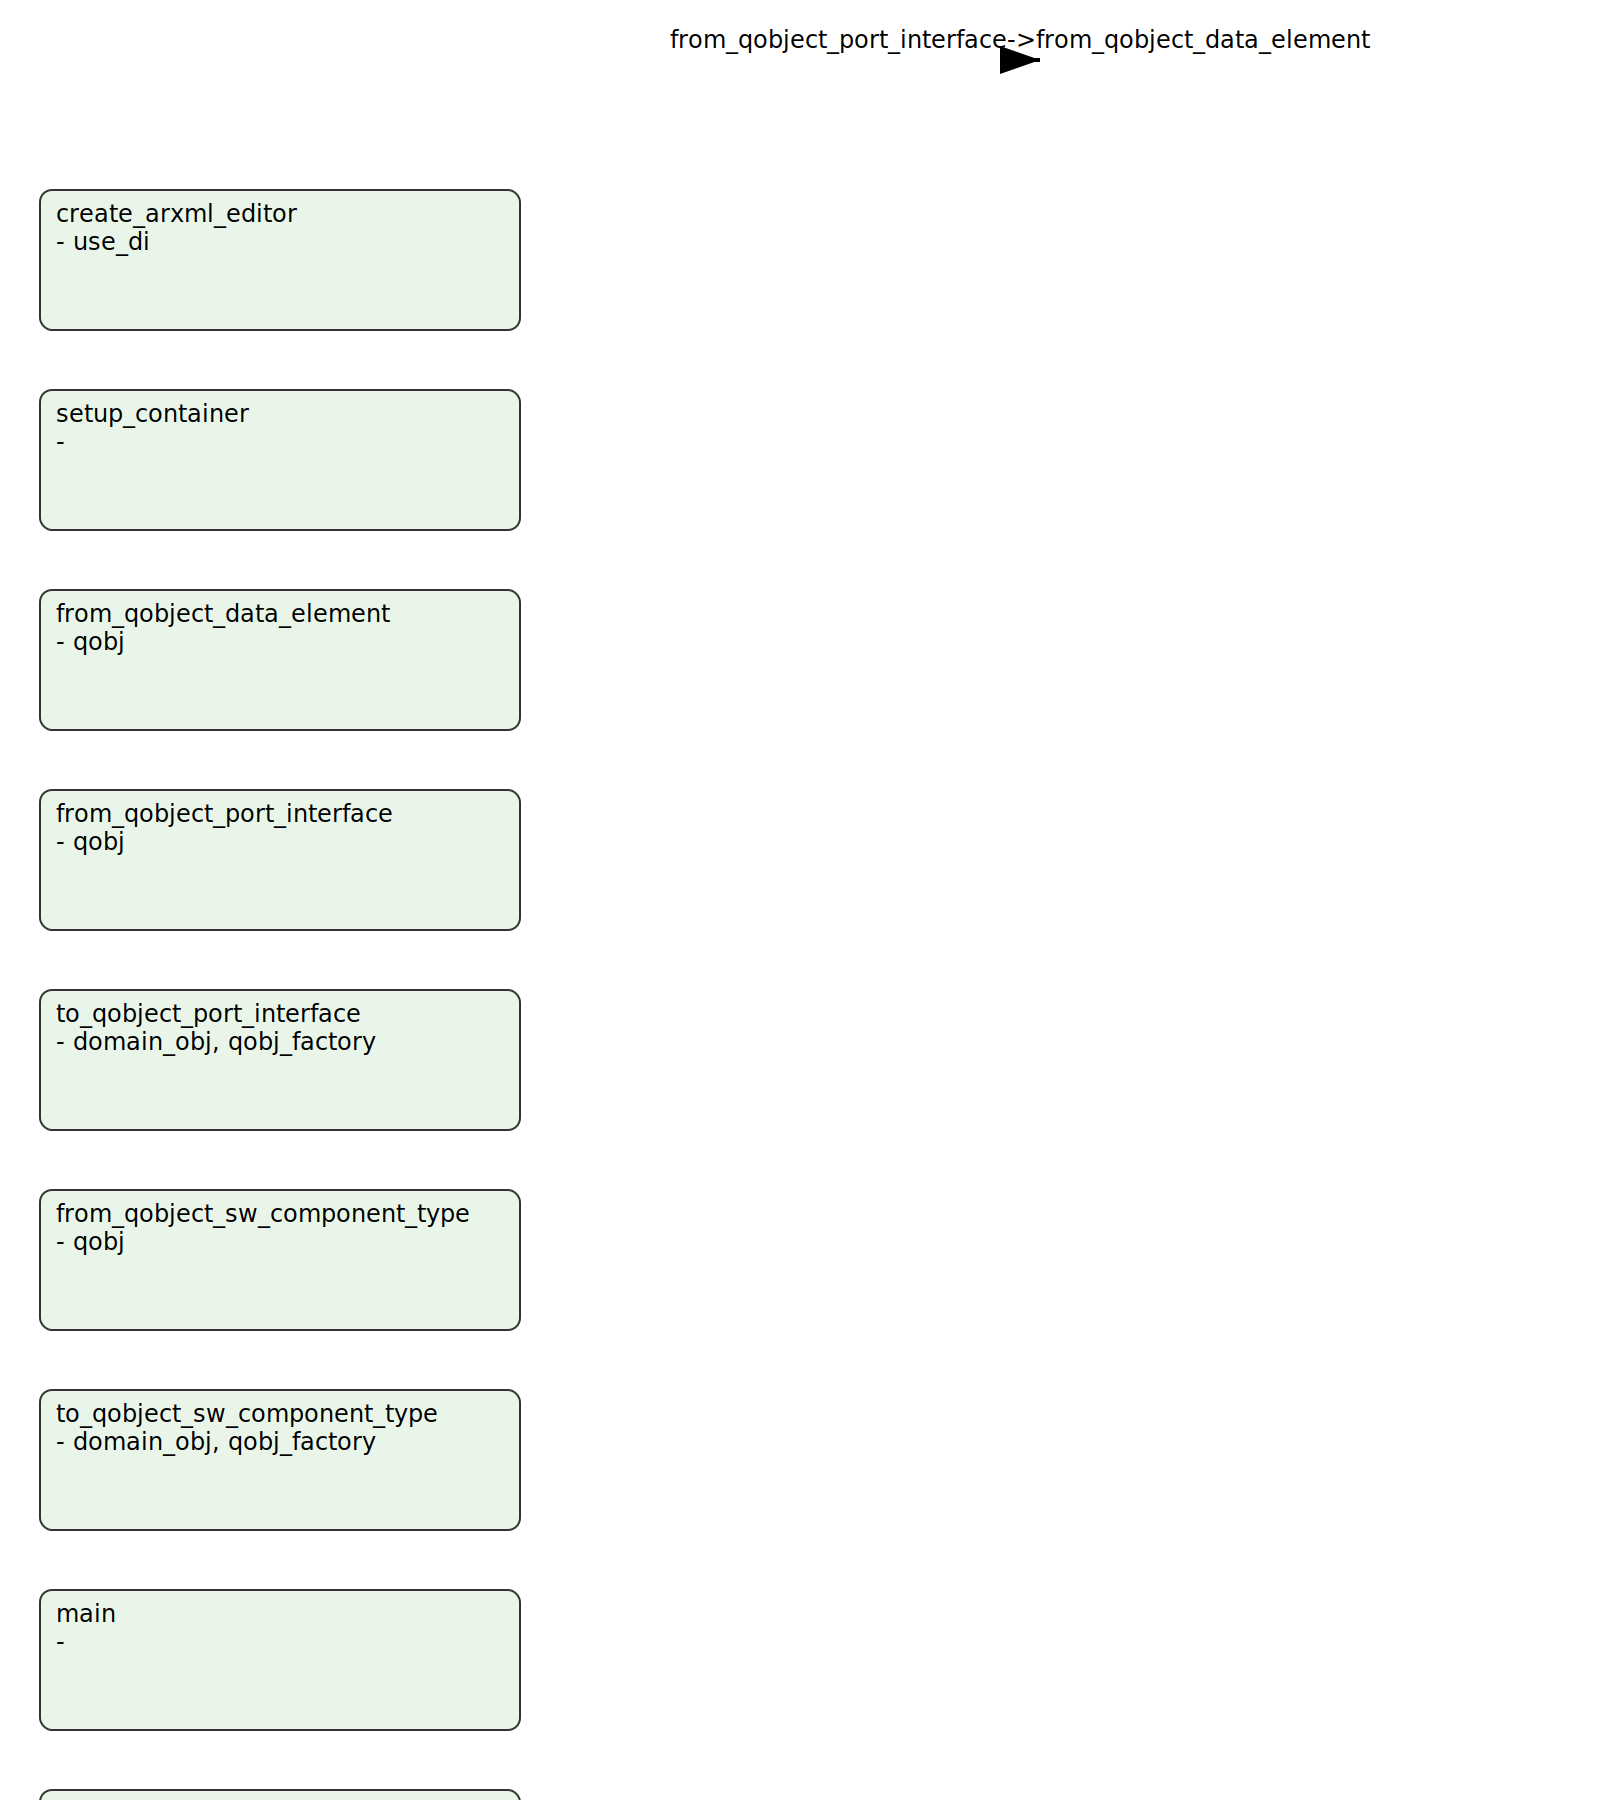 from_qobject_port_interface->from_qobject_data_element
create_arxml_editor
- use_di
setup_container
-
from_qobject_data_element
- qobj
from_qobject_port_interface
- qobj
to_qobject_port_interface
- domain_obj, qobj_factory
from_qobject_sw_component_type
- qobj
to_qobject_sw_component_type
- domain_obj, qobj_factory
main
-